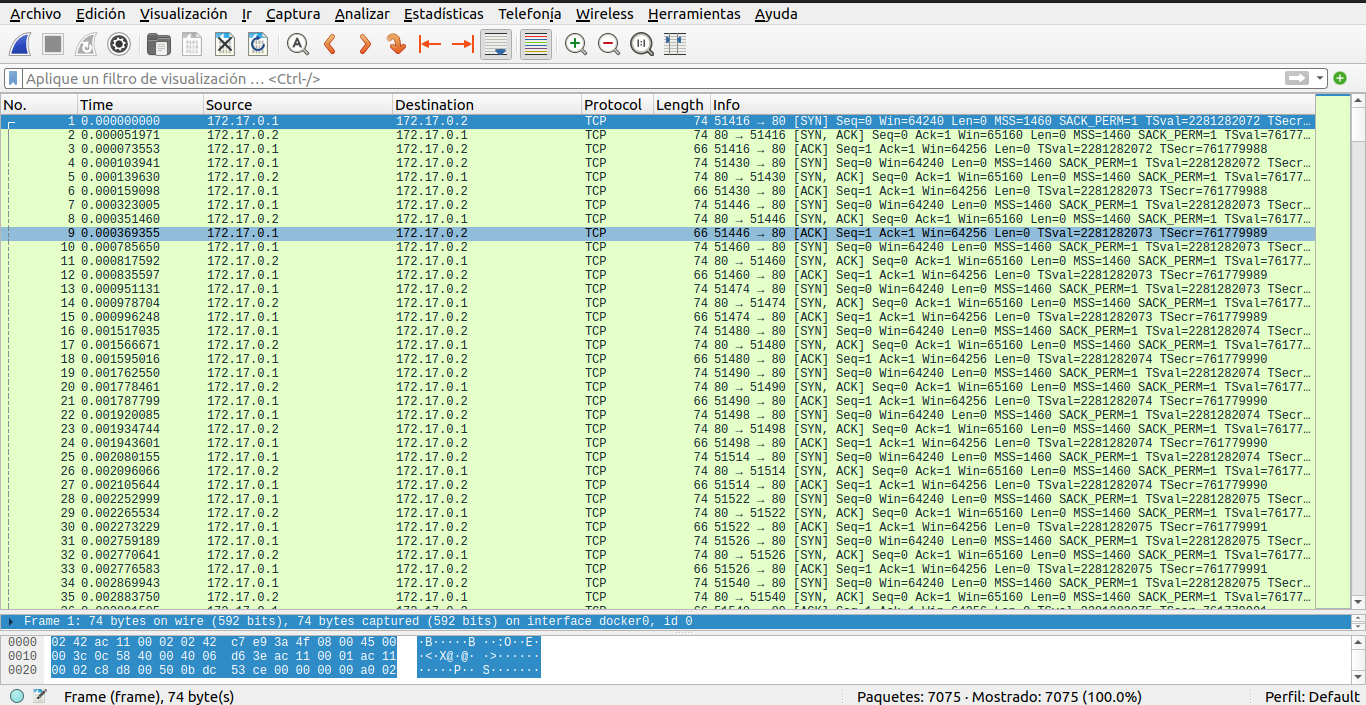 Archivo Edición Visualización Ir Captura Analizar Estadísticas Telefonía Wireless Herramientas Ayuda
Aplique un filtro de visualización … <Ctrl-/>
No. Time Source Destination Protocol Length Info
1 0.000000000 172.17.0.1 172.17.0.2 TCP 74 51416 → 80 [SYN] Seq=0 Win=64240 Len=0 MSS=1460 SACK_PERM=1 TSval=2281282072 TSecr…
2 0.000051971 172.17.0.2 172.17.0.1 TCP 74 80 → 51416 [SYN, ACK] Seq=0 Ack=1 Win=65160 Len=0 MSS=1460 SACK_PERM=1 TSval=76177…
3 0.000073553 172.17.0.1 172.17.0.2 TCP 66 51416 → 80 [ACK] Seq=1 Ack=1 Win=64256 Len=0 TSval=2281282072 TSecr=761779988
4 0.000103941 172.17.0.1 172.17.0.2 TCP 74 51430 → 80 [SYN] Seq=0 Win=64240 Len=0 MSS=1460 SACK_PERM=1 TSval=2281282072 TSecr…
5 0.000139630 172.17.0.2 172.17.0.1 TCP 74 80 → 51430 [SYN, ACK] Seq=0 Ack=1 Win=65160 Len=0 MSS=1460 SACK_PERM=1 TSval=76177…
6 0.000159098 172.17.0.1 172.17.0.2 TCP 66 51430 → 80 [ACK] Seq=1 Ack=1 Win=64256 Len=0 TSval=2281282073 TSecr=761779988
7 0.000323005 172.17.0.1 172.17.0.2 TCP 74 51446 → 80 [SYN] Seq=0 Win=64240 Len=0 MSS=1460 SACK_PERM=1 TSval=2281282073 TSecr…
8 0.000351460 172.17.0.2 172.17.0.1 TCP 74 80 → 51446 [SYN, ACK] Seq=0 Ack=1 Win=65160 Len=0 MSS=1460 SACK_PERM=1 TSval=76177…
9 0.000369355 172.17.0.1 172.17.0.2 TCP 66 51446 → 80 [ACK] Seq=1 Ack=1 Win=64256 Len=0 TSval=2281282073 TSecr=761779989
10 0.000785650 172.17.0.1 172.17.0.2 TCP 74 51460 → 80 [SYN] Seq=0 Win=64240 Len=0 MSS=1460 SACK_PERM=1 TSval=2281282073 TSecr…
11 0.000817592 172.17.0.2 172.17.0.1 TCP 74 80 → 51460 [SYN, ACK] Seq=0 Ack=1 Win=65160 Len=0 MSS=1460 SACK_PERM=1 TSval=76177…
12 0.000835597 172.17.0.1 172.17.0.2 TCP 66 51460 → 80 [ACK] Seq=1 Ack=1 Win=64256 Len=0 TSval=2281282073 TSecr=761779989
13 0.000951131 172.17.0.1 172.17.0.2 TCP 74 51474 → 80 [SYN] Seq=0 Win=64240 Len=0 MSS=1460 SACK_PERM=1 TSval=2281282073 TSecr…
14 0.000978704 172.17.0.2 172.17.0.1 TCP 74 80 → 51474 [SYN, ACK] Seq=0 Ack=1 Win=65160 Len=0 MSS=1460 SACK_PERM=1 TSval=76177…
15 0.000996248 172.17.0.1 172.17.0.2 TCP 66 51474 → 80 [ACK] Seq=1 Ack=1 Win=64256 Len=0 TSval=2281282073 TSecr=761779989
16 0.001517035 172.17.0.1 172.17.0.2 TCP 74 51480 → 80 [SYN] Seq=0 Win=64240 Len=0 MSS=1460 SACK_PERM=1 TSval=2281282074 TSecr…
17 0.001566671 172.17.0.2 172.17.0.1 TCP 74 80 → 51480 [SYN, ACK] Seq=0 Ack=1 Win=65160 Len=0 MSS=1460 SACK_PERM=1 TSval=76177…
18 0.001595016 172.17.0.1 172.17.0.2 TCP 66 51480 → 80 [ACK] Seq=1 Ack=1 Win=64256 Len=0 TSval=2281282074 TSecr=761779990
19 0.001762550 172.17.0.1 172.17.0.2 TCP 74 51490 → 80 [SYN] Seq=0 Win=64240 Len=0 MSS=1460 SACK_PERM=1 TSval=2281282074 TSecr…
20 0.001778461 172.17.0.2 172.17.0.1 TCP 74 80 → 51490 [SYN, ACK] Seq=0 Ack=1 Win=65160 Len=0 MSS=1460 SACK_PERM=1 TSval=76177…
21 0.001787799 172.17.0.1 172.17.0.2 TCP 66 51490 → 80 [ACK] Seq=1 Ack=1 Win=64256 Len=0 TSval=2281282074 TSecr=761779990
22 0.001920085 172.17.0.1 172.17.0.2 TCP 74 51498 → 80 [SYN] Seq=0 Win=64240 Len=0 MSS=1460 SACK_PERM=1 TSval=2281282074 TSecr…
23 0.001934744 172.17.0.2 172.17.0.1 TCP 74 80 → 51498 [SYN, ACK] Seq=0 Ack=1 Win=65160 Len=0 MSS=1460 SACK_PERM=1 TSval=76177…
24 0.001943601 172.17.0.1 172.17.0.2 TCP 66 51498 → 80 [ACK] Seq=1 Ack=1 Win=64256 Len=0 TSval=2281282074 TSecr=761779990
25 0.002080155 172.17.0.1 172.17.0.2 TCP 74 51514 → 80 [SYN] Seq=0 Win=64240 Len=0 MSS=1460 SACK_PERM=1 TSval=2281282074 TSecr…
26 0.002096066 172.17.0.2 172.17.0.1 TCP 74 80 → 51514 [SYN, ACK] Seq=0 Ack=1 Win=65160 Len=0 MSS=1460 SACK_PERM=1 TSval=76177…
27 0.002105644 172.17.0.1 172.17.0.2 TCP 66 51514 → 80 [ACK] Seq=1 Ack=1 Win=64256 Len=0 TSval=2281282074 TSecr=761779990
28 0.002252999 172.17.0.1 172.17.0.2 TCP 74 51522 → 80 [SYN] Seq=0 Win=64240 Len=0 MSS=1460 SACK_PERM=1 TSval=2281282075 TSecr…
29 0.002265534 172.17.0.2 172.17.0.1 TCP 74 80 → 51522 [SYN, ACK] Seq=0 Ack=1 Win=65160 Len=0 MSS=1460 SACK_PERM=1 TSval=76177…
30 0.002273229 172.17.0.1 172.17.0.2 TCP 66 51522 → 80 [ACK] Seq=1 Ack=1 Win=64256 Len=0 TSval=2281282075 TSecr=761779991
31 0.002759189 172.17.0.1 172.17.0.2 TCP 74 51526 → 80 [SYN] Seq=0 Win=64240 Len=0 MSS=1460 SACK_PERM=1 TSval=2281282075 TSecr…
32 0.002770641 172.17.0.2 172.17.0.1 TCP 74 80 → 51526 [SYN, ACK] Seq=0 Ack=1 Win=65160 Len=0 MSS=1460 SACK_PERM=1 TSval=76177…
33 0.002776583 172.17.0.1 172.17.0.2 TCP 66 51526 → 80 [ACK] Seq=1 Ack=1 Win=64256 Len=0 TSval=2281282075 TSecr=761779991
34 0.002869943 172.17.0.1 172.17.0.2 TCP 74 51540 → 80 [SYN] Seq=0 Win=64240 Len=0 MSS=1460 SACK_PERM=1 TSval=2281282075 TSecr…
35 0.002883750 172.17.0.2 172.17.0.1 TCP 74 80 → 51540 [SYN, ACK] Seq=0 Ack=1 Win=65160 Len=0 MSS=1460 SACK_PERM=1 TSval=76177…
Frame 1: 74 bytes on wire (592 bits), 74 bytes captured (592 bits) on interface docker0, id 0
0000 02 42 ac 11 00 02 02 42 c7 e9 3a 4f 08 00 45 00 ·B·····B ··:O··E·
0010 00 3c 0c 58 40 00 40 06 d6 3e ac 11 00 01 ac 11 ·<·X@·@· ·>······
0020 00 02 c8 d8 00 50 0b dc 53 ce 00 00 00 00 a0 02 ·····P·· S·······
Frame (frame), 74 byte(s) Paquetes: 7075 · Mostrado: 7075 (100.0%) Perfil: Default